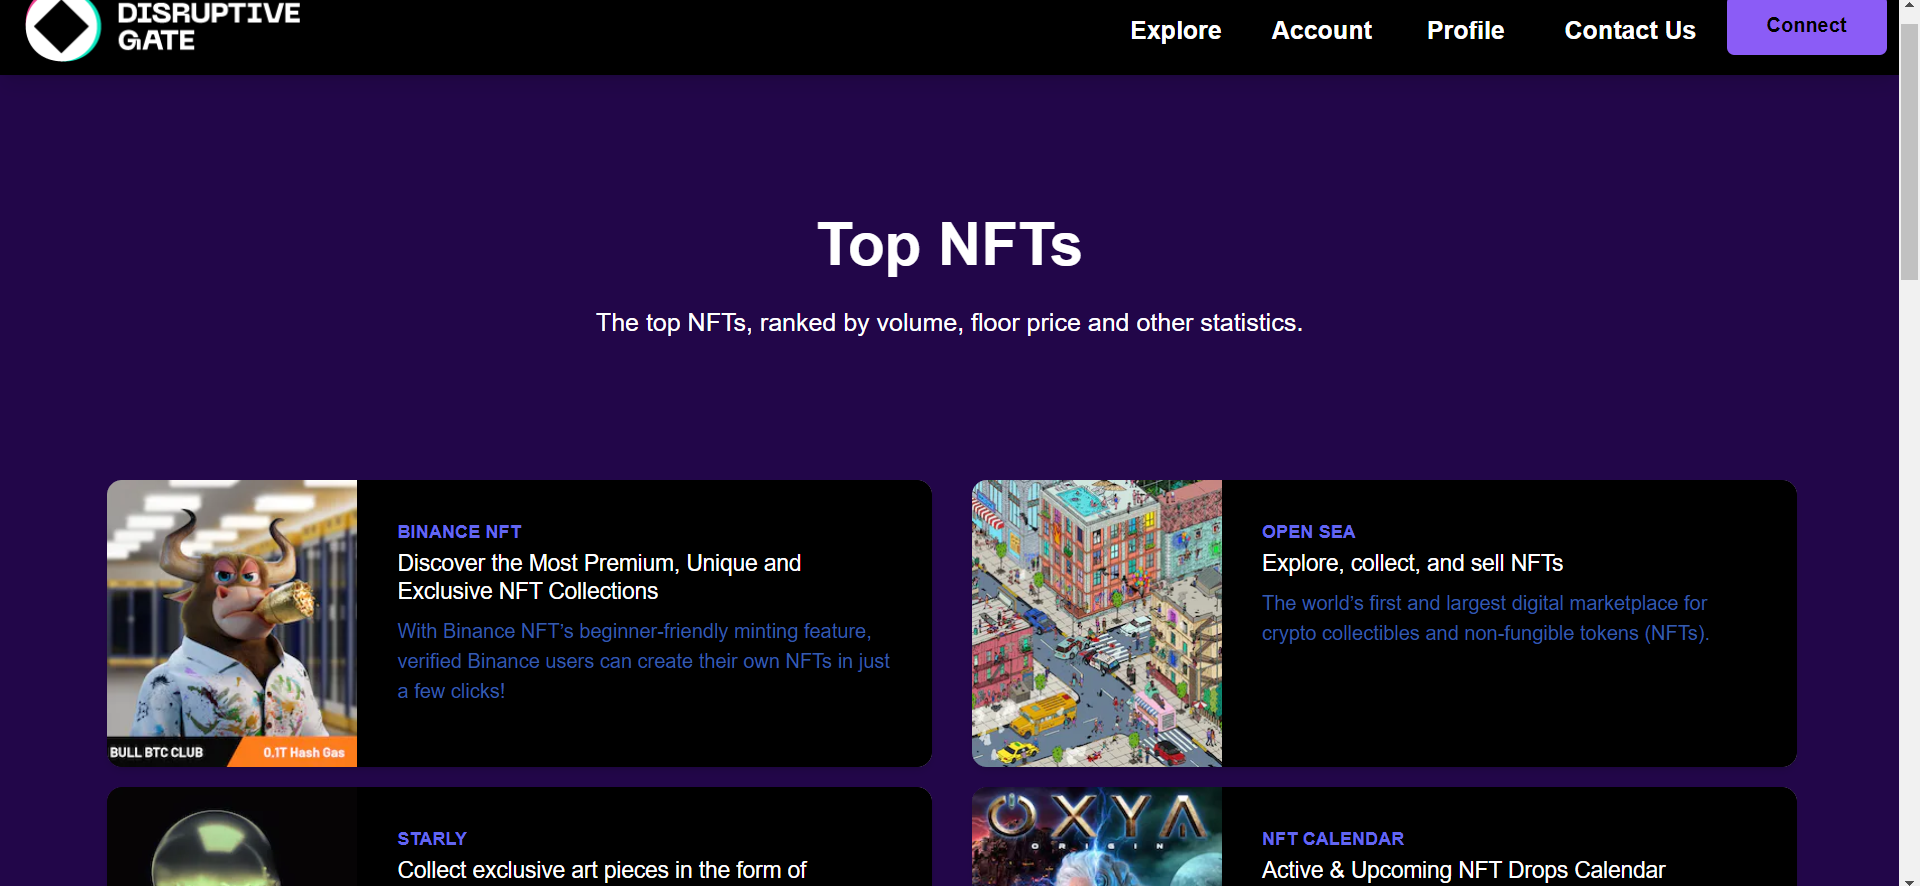 DISRUPTIVE
GATE
Explore
Account
Profile
Contact Us
Connect
Top NFTs
The top NFTs, ranked by volume, floor price and other statistics.
BINANCE NFT
Discover the Most Premium, Unique and
Exclusive NFT Collections
With Binance NFT’s beginner-friendly minting feature,
verified Binance users can create their own NFTs in just
a few clicks!
BULL BTC CLUB
0.1T Hash Gas
OPEN SEA
Explore, collect, and sell NFTs
The world’s first and largest digital marketplace for
crypto collectibles and non-fungible tokens (NFTs).
STARLY
Collect exclusive art pieces in the form of
OXYA
ORIGIN
NFT CALENDAR
Active & Upcoming NFT Drops Calendar